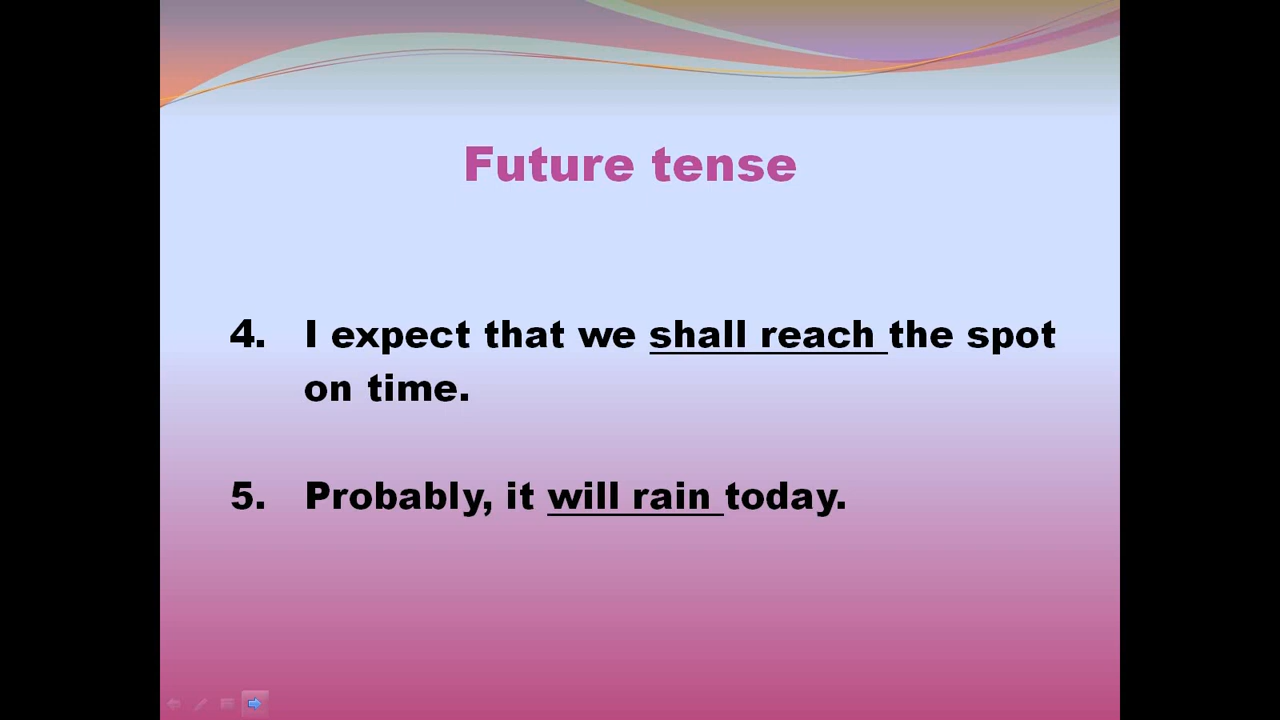 Future tense
4. I expect that we shall reach the spot
on time.
5. Probably, it will rain today.